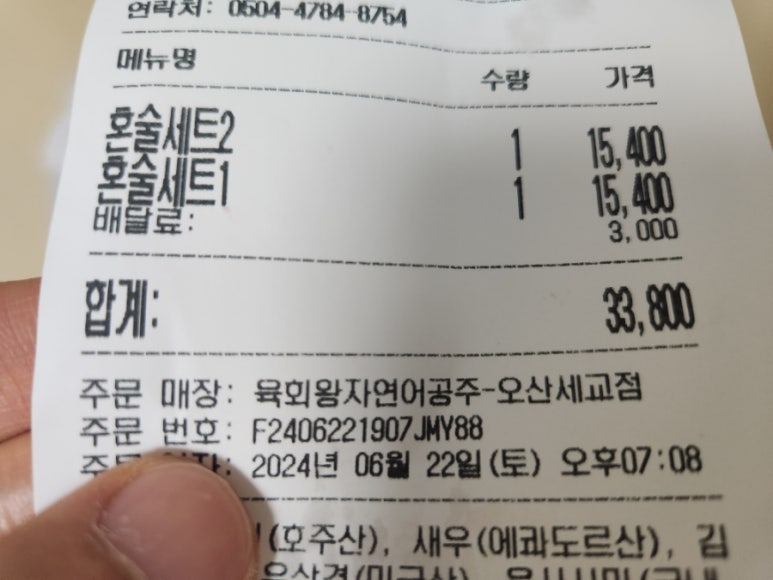 연락처: 0504-4784-8754
메뉴명 수량 가격
혼술세트2 1 15,400
혼술세트1 1 15,400
배달료: 3,000
합계: 33,800
주문 매장: 육회왕자연어공주-오산세교점
주문 번호: F2406221907JMY88
2024년 06월 22일(토) 오후07:08
(호주산), 새우(에콰도르산), 김